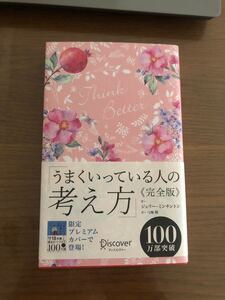 Think
Better
「うまくいっている人の
考え方」
《完全版》
ジェリー・ミンチントン
限定
プレミアム
カバーで
登場!
Discover
100
万部突破